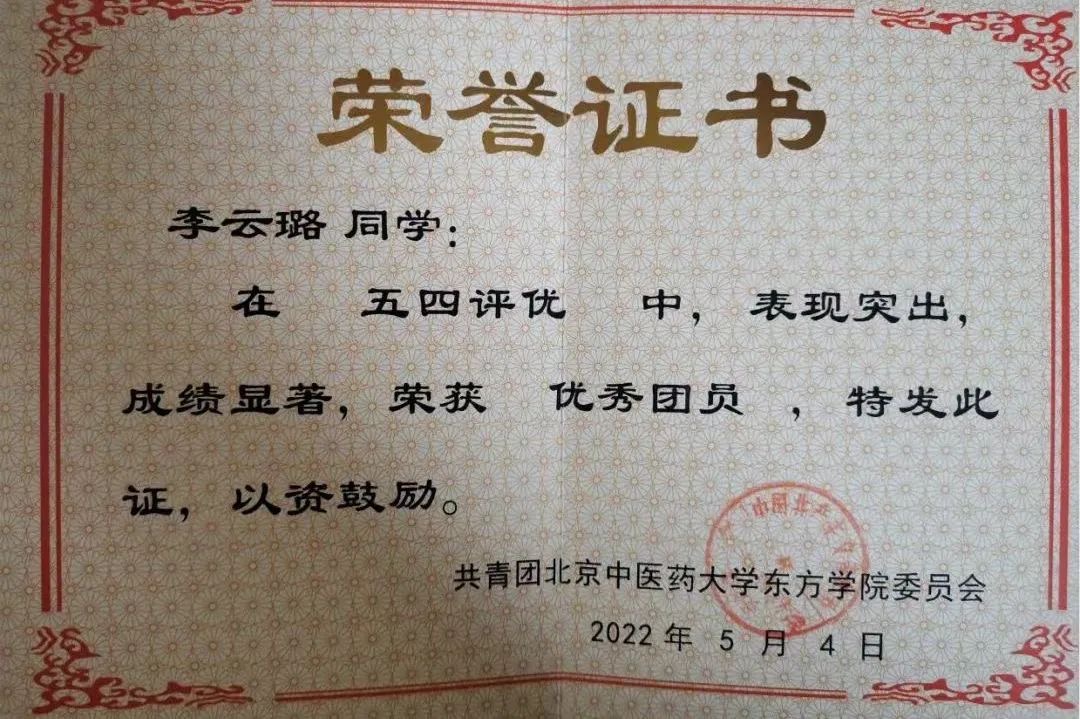 荣誉证书
李云璐 同学：
在 五四评优 中，表现突出，
成绩显著，荣获 优秀团员 ，特发此
证，以资鼓励。
共青团北京中医药大学东方学院委员会
2022 年 5 月 4 日